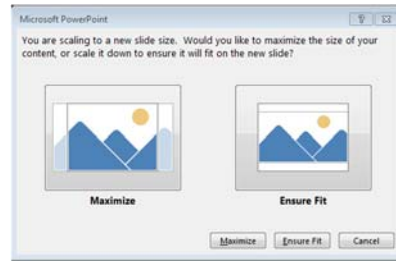 Microsoft PowerPoint
You are scaling to a new slide size. Would you like to maximize the size of your
content, or scale it down to ensure it will fit on the new slide?
Maximize
Ensure Fit
Maximize
Ensure Fit
Cancel